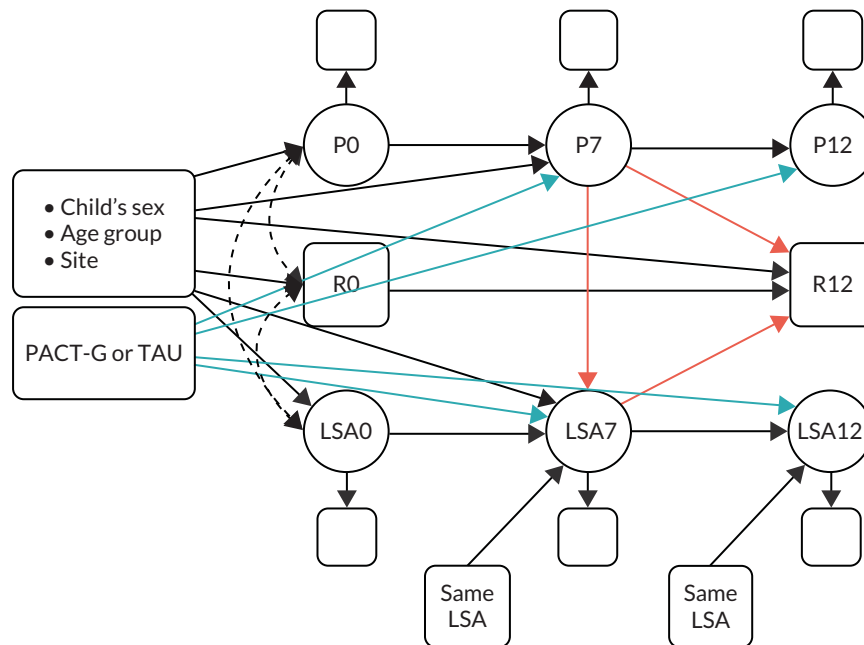 P0
P7
P12
• Child's sex
• Age group
• Site
R0
R12
PACT-G or TAU
LSA0
LSA7
LSA12
Same
LSA
Same
LSA